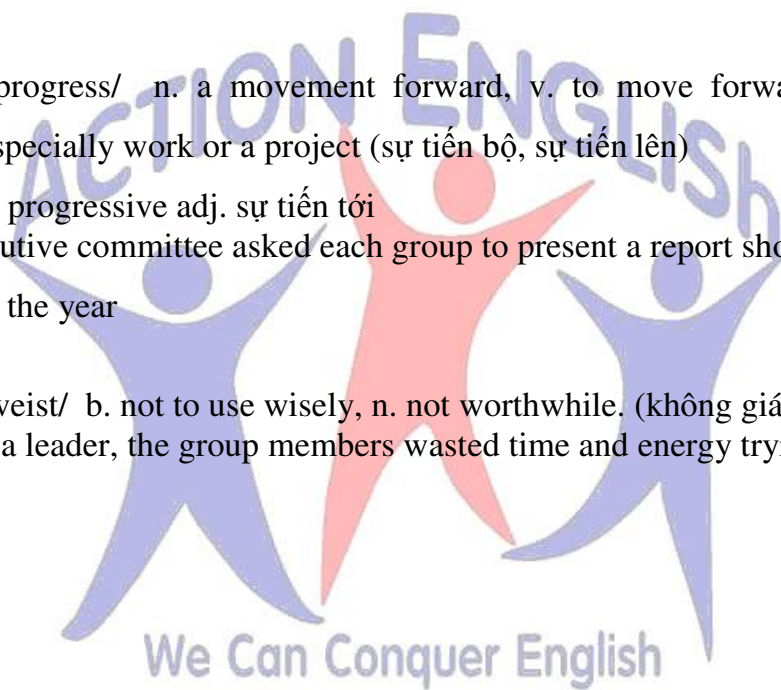 ACTION ENGLISH
progress/ n. a movement forward, v. to move forwa
specially work or a project (sự tiến bộ, sự tiến lên)
progressive adj. sự tiến tới
utive committee asked each group to present a report sho
the year
veist/ b. not to use wisely, n. not worthwhile. (không giá
a leader, the group members wasted time and energy tryi
We Can Conquer English